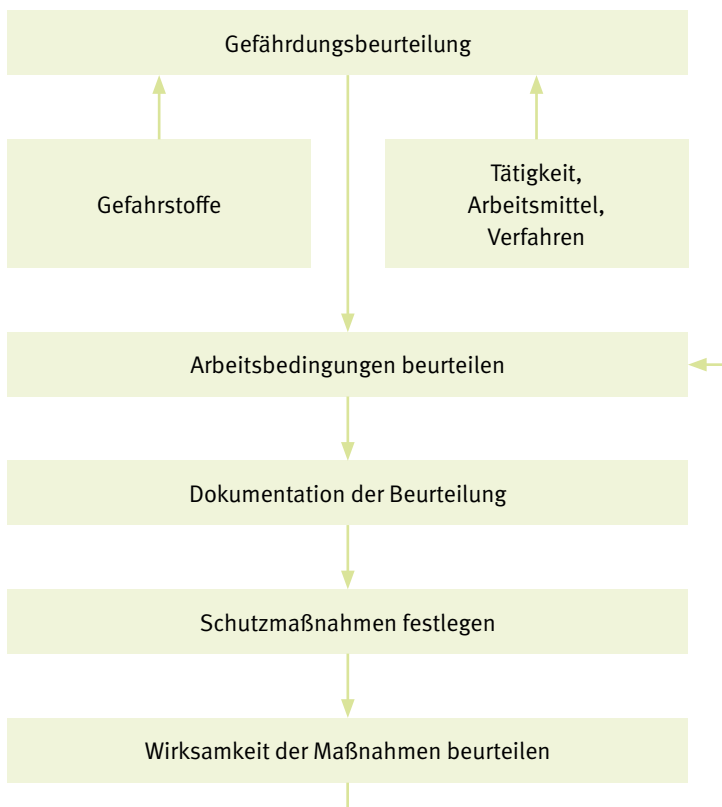 Gefährdungsbeurteilung
Gefahrstoffe
Tätigkeit,
Arbeitsmittel,
Verfahren
Arbeitsbedingungen beurteilen
Dokumentation der Beurteilung
Schutzmaßnahmen festlegen
Wirksamkeit der Maßnahmen beurteilen